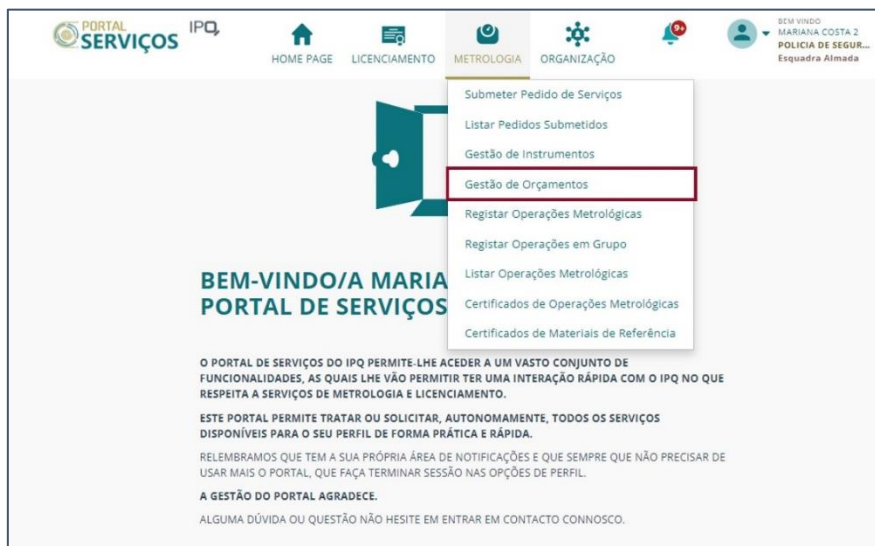 PORTAL
SERVIÇOS
IPQ
HOME PAGE
LICENCIAMENTO
METROLOGIA
ORGANIZAÇÃO
9+
BEM VINDO
MARIANA COSTA 2
POLICIA DE SEGUR...
Esquadra Almada
Submeter Pedido de Serviços
Listar Pedidos Submetidos
Gestão de Instrumentos
Gestão de Orçamentos
Registar Operações Metrológicas
Registar Operações em Grupo
Listar Operações Metrológicas
Certificados de Operações Metrológicas
Certificados de Materiais de Referência
BEM-VINDO/A MARIA
PORTAL DE SERVIÇOS
O PORTAL DE SERVIÇOS DO IPQ PERMITE-LHE ACEDER A UM VASTO CONJUNTO DE
FUNCIONALIDADES, AS QUAIS LHE VÃO PERMITIR TER UMA INTERAÇÃO RÁPIDA COM O IPQ NO QUE
RESPEITA A SERVIÇOS DE METROLOGIA E LICENCIAMENTO.
ESTE PORTAL PERMITE TRATAR OU SOLICITAR, AUTONOMAMENTE, TODOS OS SERVIÇOS
DISPONÍVEIS PARA O SEU PERFIL DE FORMA PRÁTICA E RÁPIDA.
RELEMBRAMOS QUE TEM A SUA PRÓPRIA ÁREA DE NOTIFICAÇÕES E QUE SEMPRE QUE NÃO PRECISAR DE
USAR MAIS O PORTAL, QUE FAÇA TERMINAR SESSÃO NAS OPÇÕES DE PERFIL.
A GESTÃO DO PORTAL AGRADECE.
ALGUMA DÚVIDA OU QUESTÃO NÃO HESITE EM ENTRAR EM CONTACTO CONNOSCO.